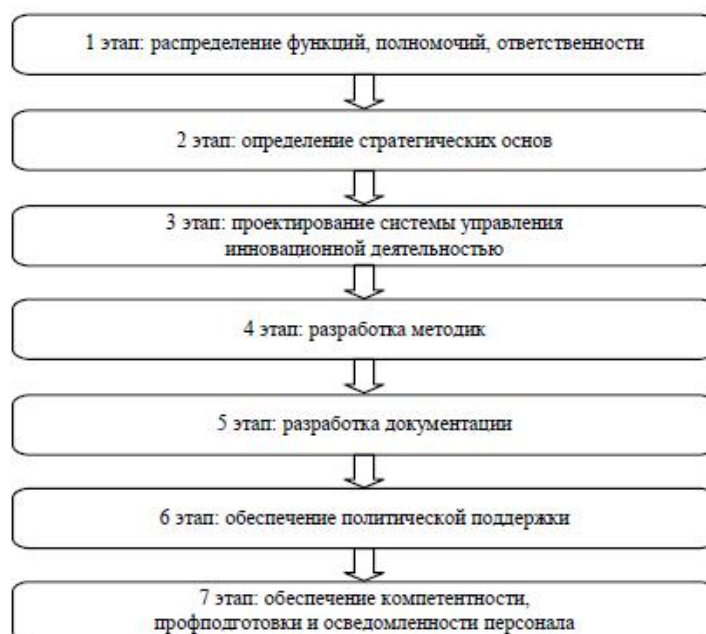 1 этап: распределение функций, полномочий, ответственности
2 этап: определение стратегических основ
3 этап: проектирование системы управления
инновационной деятельностью
4 этап: разработка методик
5 этап: разработка документации
6 этап: обеспечение политической поддержки
7 этап: обеспечение компетентности,
профподготовки и осведомленности персонала